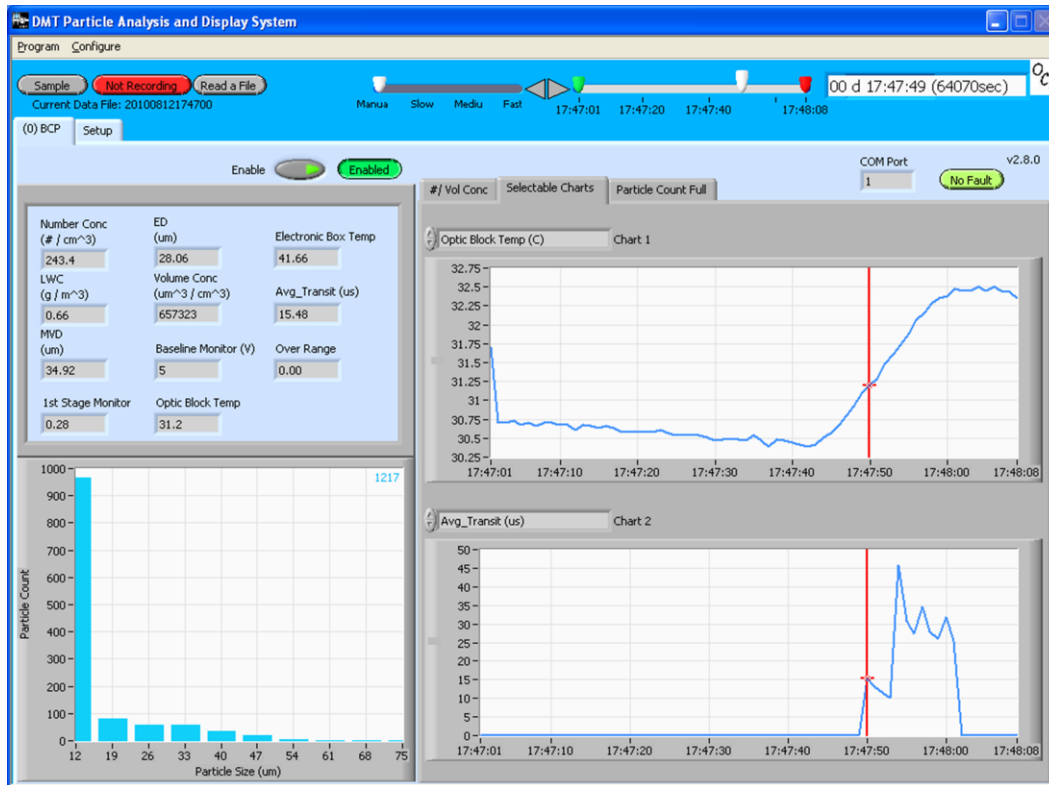 DMT Particle Analysis and Display System
Program Configure
Sample Not Recording Read a File
Current Data File: 20100812174700
Manua Slow Mediu Fast
17:47:01 17:47:20 17:47:40 17:48:08
00 d 17:47:49 (64070sec)
°C
(0) BCP Setup
Enable Enabled
COM Port
1
No Fault
v2.8.0
#/ Vol Conc Selectable Charts Particle Count Full
Number Conc
(# / cm^3)
243.4
ED
(um)
28.06
Electronic Box Temp
41.66
LWC
(g / m^3)
0.66
Volume Conc
(um^3 / cm^3)
657323
Avg_Transit (us)
15.48
MVD
(um)
34.92
Baseline Monitor (V)
5
Over Range
0.00
1st Stage Monitor
0.28
Optic Block Temp
31.2
Optic Block Temp (C) Chart 1
32.75
32.5
32.25
32
31.75
31.5
31.25
31
30.75
30.5
30.25
17:47:01 17:47:10 17:47:20 17:47:30 17:47:40 17:47:50 17:48:00 17:48:08
1217
Particle Count
1000
900
800
700
600
500
400
300
200
100
0
12 19 26 33 40 47 54 61 68 75
Particle Size (um)
Avg_Transit (us) Chart 2
50
45
40
35
30
25
20
15
10
5
0
17:47:01 17:47:10 17:47:20 17:47:30 17:47:40 17:47:50 17:48:00 17:48:08